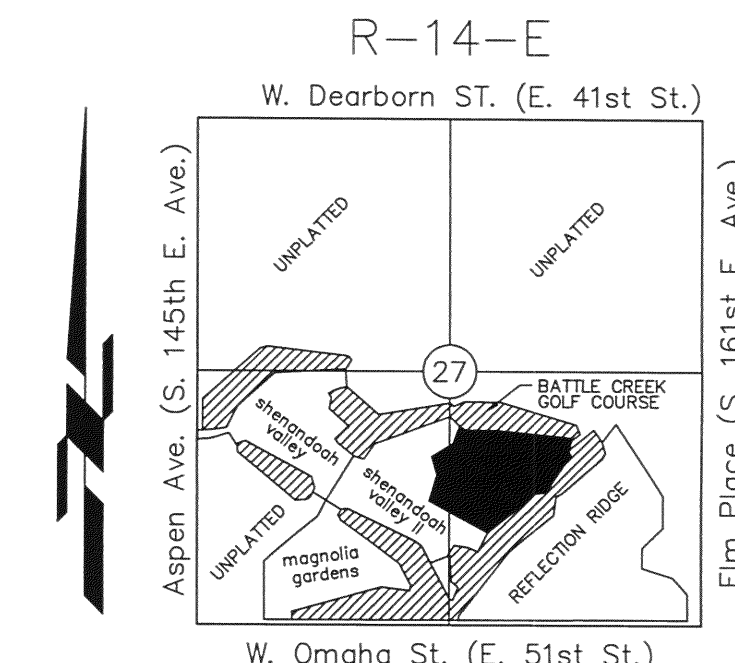 R-14-E
W. Dearborn ST. (E. 41st St.)
Aspen Ave. (S. 145th E. Ave.)
Elm Place (S. 161st E. Ave.)
UNPLATTED
UNPLATTED
27
BATTLE CREEK
GOLF COURSE
shenandoah
valley
shenandoah
valley II
UNPLATTED
magnolia
gardens
REFLECTION RIDGE
W. Omaha St. (E. 51st St.)